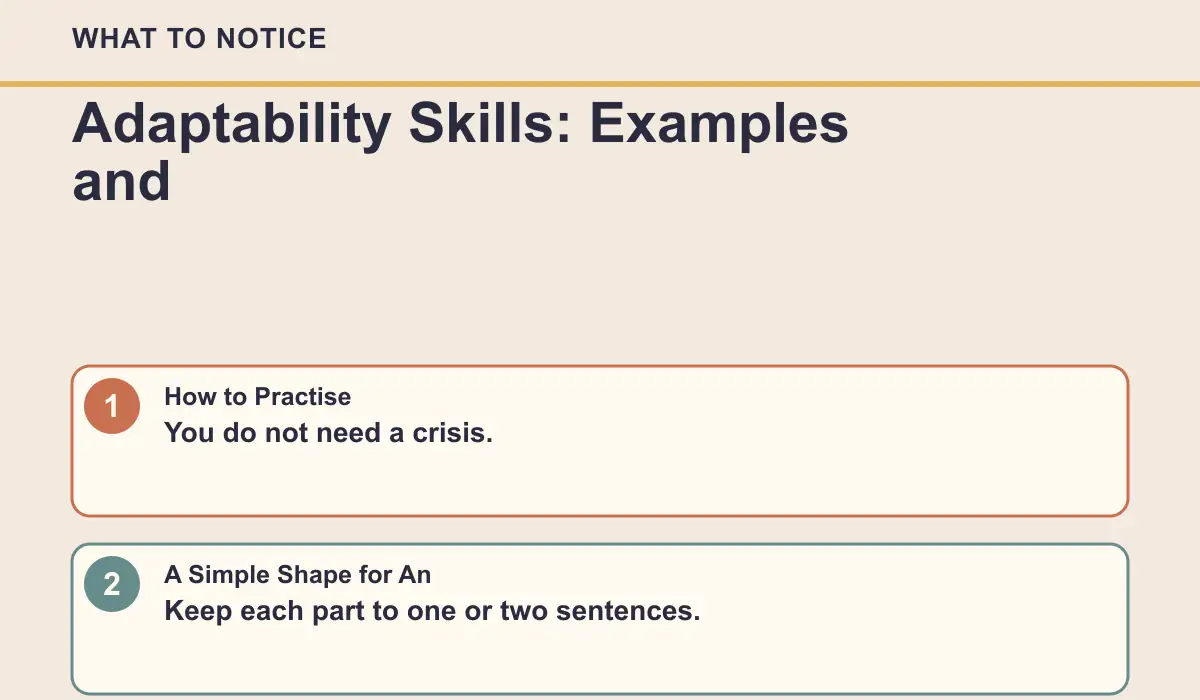 WHAT TO NOTICE
Adaptability Skills: Examples
and
1
How to Practise
You do not need a crisis.
2
A Simple Shape for An
Keep each part to one or two sentences.